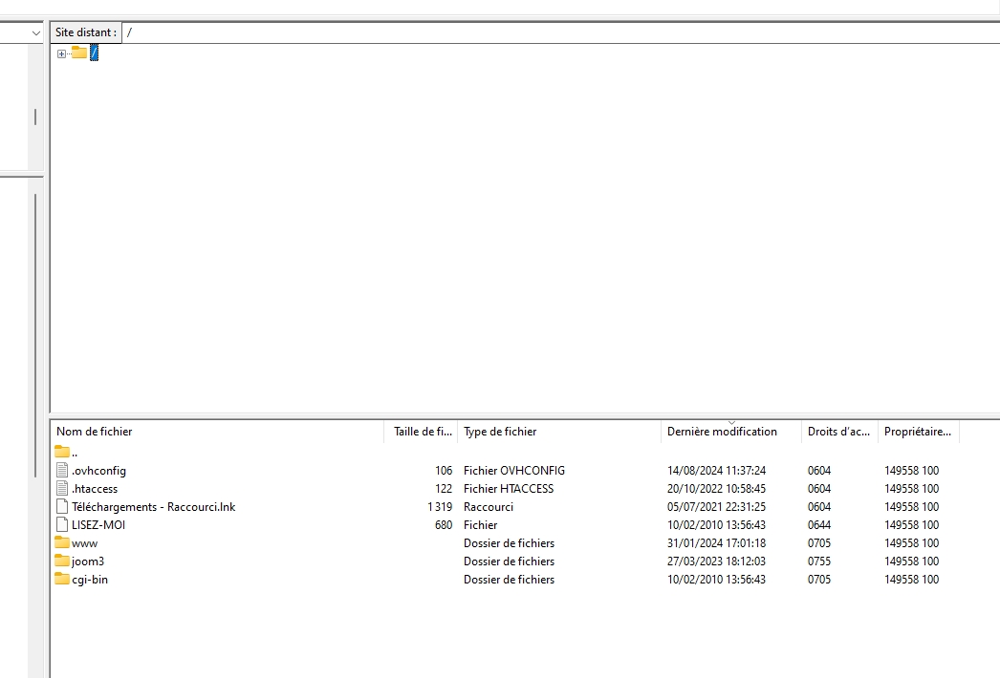 Site distant : /
/
Nom de fichier Taille de fi... Type de fichier Dernière modification Droits d'ac... Propriétaire...
..
.ovhconfig 106 Fichier OVHCONFIG 14/08/2024 11:37:24 0604 149558 100
.htaccess 122 Fichier HTACCESS 20/10/2022 10:58:45 0604 149558 100
Téléchargements - Raccourci.lnk 1 319 Raccourci 05/07/2021 22:31:25 0604 149558 100
LISEZ-MOI 680 Fichier 10/02/2010 13:56:43 0644 149558 100
www Dossier de fichiers 31/01/2024 17:01:18 0705 149558 100
joom3 Dossier de fichiers 27/03/2023 18:12:03 0755 149558 100
cgi-bin Dossier de fichiers 10/02/2010 13:56:43 0705 149558 100